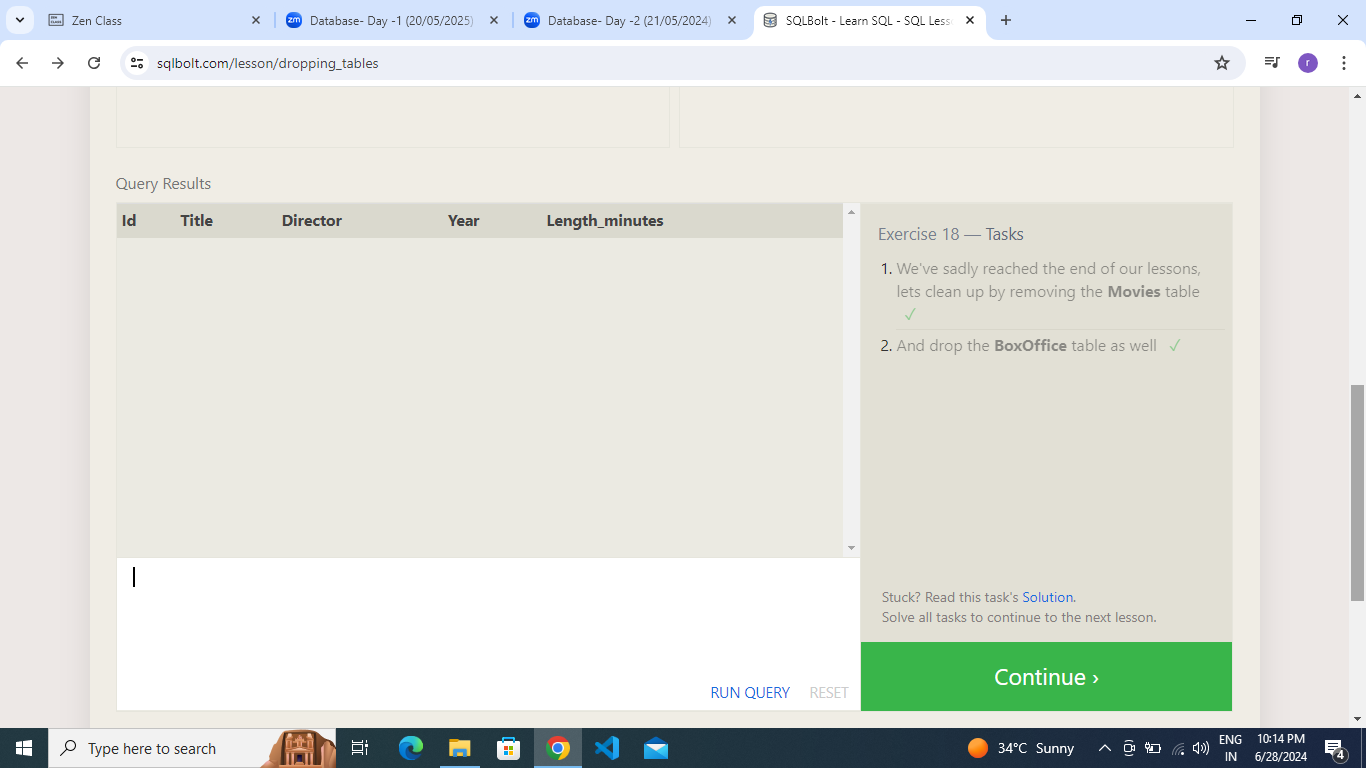 Zen Class
Database- Day -1 (20/05/2025)
Database- Day -2 (21/05/2024)
SQLBolt - Learn SQL - SQL Less
sqlbolt.com/lesson/dropping_tables
r
Query Results
Id Title Director Year Length_minutes
Exercise 18 — Tasks
1. We've sadly reached the end of our lessons,
lets clean up by removing the Movies table
✓
2. And drop the BoxOffice table as well ✓
Stuck? Read this task's Solution.
Solve all tasks to continue to the next lesson.
RUN QUERY RESET
Continue ›
Type here to search
34°C Sunny
ENG
IN
10:14 PM
6/28/2024
4